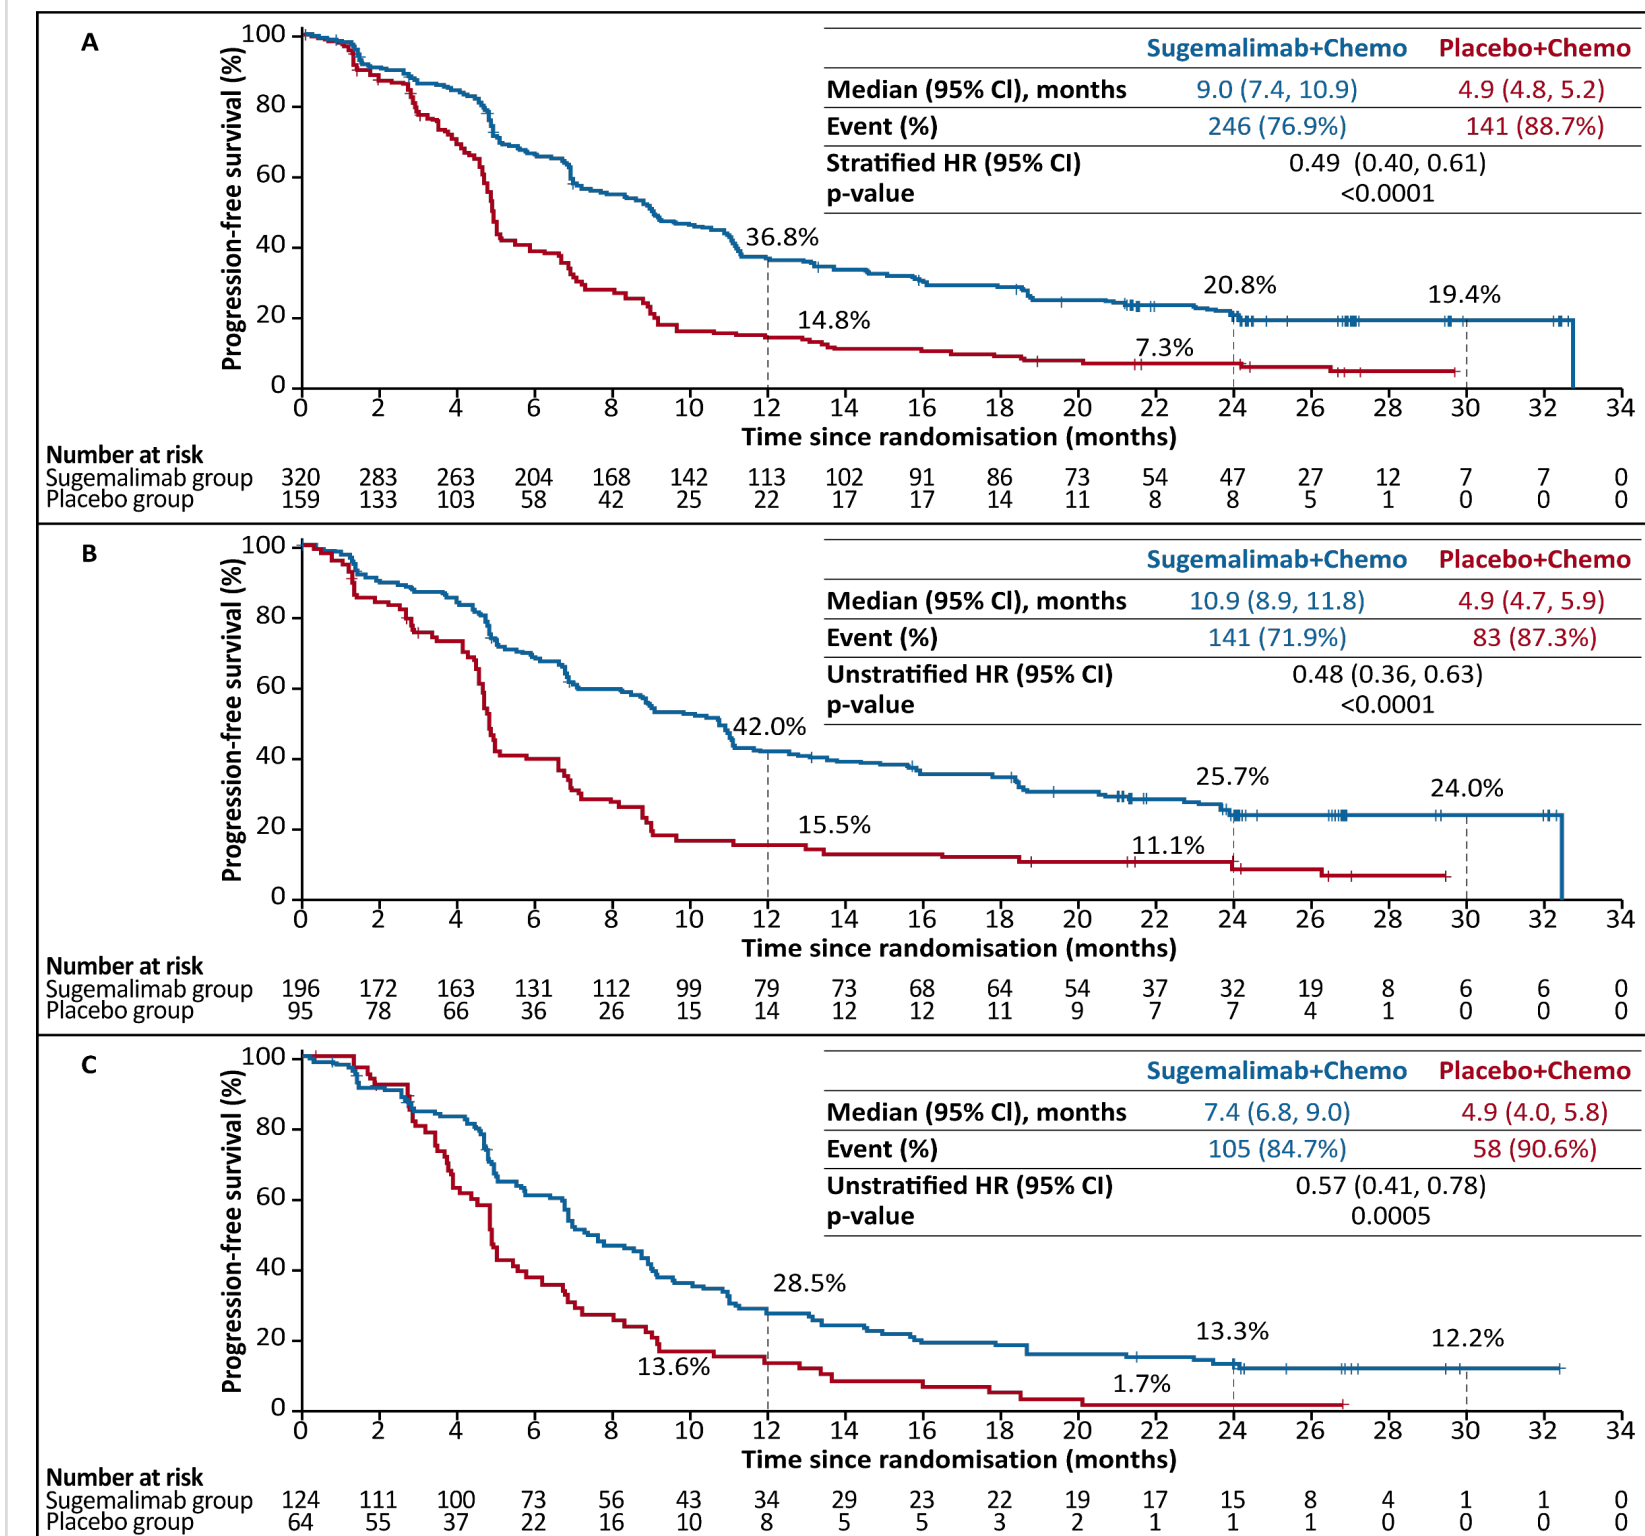 A
Sugemalimab+Chemo Placebo+Chemo
Median (95% CI), months 9.0 (7.4, 10.9) 4.9 (4.8, 5.2)
Event (%) 246 (76.9%) 141 (88.7%)
Stratified HR (95% CI) 0.49 (0.40, 0.61)
p-value <0.0001
Progression-free survival (%)
100
80
60
40
20
0
36.8%
20.8%
19.4%
14.8%
7.3%
0 2 4 6 8 10 12 14 16 18 20 22 24 26 28 30 32 34
Time since randomisation (months)
Number at risk
Sugemalimab group 320 283 263 204 168 142 113 102 91 86 73 54 47 27 12 7 7 0
Placebo group 159 133 103 58 42 25 22 17 17 14 11 8 8 5 1 0 0 0
B
Sugemalimab+Chemo Placebo+Chemo
Median (95% CI), months 10.9 (8.9, 11.8) 4.9 (4.7, 5.9)
Event (%) 141 (71.9%) 83 (87.3%)
Unstratified HR (95% CI) 0.48 (0.36, 0.63)
p-value <0.0001
Progression-free survival (%)
100
80
60
40
20
0
42.0%
25.7%
24.0%
15.5%
11.1%
0 2 4 6 8 10 12 14 16 18 20 22 24 26 28 30 32 34
Time since randomisation (months)
Number at risk
Sugemalimab group 196 172 163 131 112 99 79 73 68 64 54 37 32 19 8 6 6 0
Placebo group 95 78 66 36 26 15 14 12 12 11 9 7 7 4 1 0 0 0
C
Sugemalimab+Chemo Placebo+Chemo
Median (95% CI), months 7.4 (6.8, 9.0) 4.9 (4.0, 5.8)
Event (%) 105 (84.7%) 58 (90.6%)
Unstratified HR (95% CI) 0.57 (0.41, 0.78)
p-value 0.0005
Progression-free survival (%)
100
80
60
40
20
0
28.5%
13.3%
12.2%
13.6%
1.7%
0 2 4 6 8 10 12 14 16 18 20 22 24 26 28 30 32 34
Time since randomisation (months)
Number at risk
Sugemalimab group 124 111 100 73 56 43 34 29 23 22 19 17 15 8 4 1 1 0
Placebo group 64 55 37 22 16 10 8 5 5 3 2 1 1 1 0 0 0 0